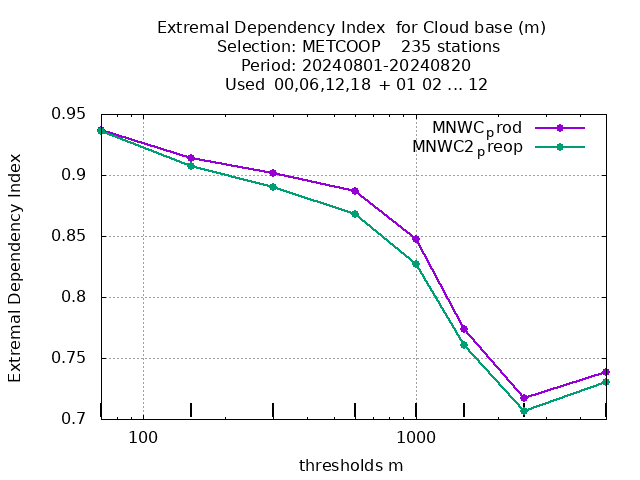 Extremal Dependency Index  for Cloud base (m)
Selection: METCOOP    235 stations
Period: 20240801-20240820
Used  00,06,12,18 + 01 02 ... 12
MNWCprod
MNWC2preop
0.95
0.9
0.85
0.8
0.75
0.7
Extremal Dependency Index
100
1000
thresholds m